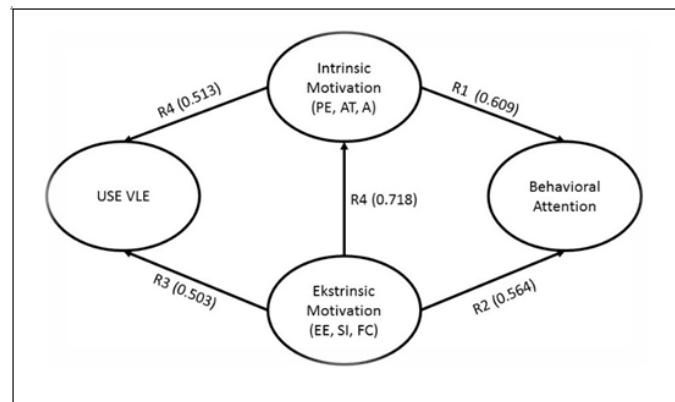 Intrinsic
Motivation
(PE, AT, A)
R4 (0.513)
R1 (0.609)
USE VLE
R4 (0.718)
Behavioral
Attention
R3 (0.503)
Ekstrinsic
Motivation
(EE, SI, FC)
R2 (0.564)